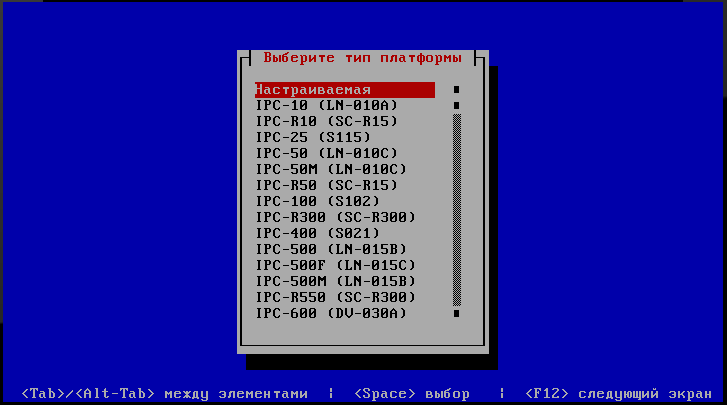 Выберите тип платформы
Настраиваемая
IPC-10 (LN-010A)
IPC-R10 (SC-R15)
IPC-25 (S115)
IPC-50 (LN-010C)
IPC-50M (LN-010C)
IPC-R50 (SC-R15)
IPC-100 (S102)
IPC-R300 (SC-R300)
IPC-400 (S021)
IPC-500 (LN-015B)
IPC-500F (LN-015C)
IPC-500M (LN-015B)
IPC-R550 (SC-R300)
IPC-600 (DV-030A)
<Tab>/<Alt-Tab> между элементами | <Space> выбор | <F12> следующий экран